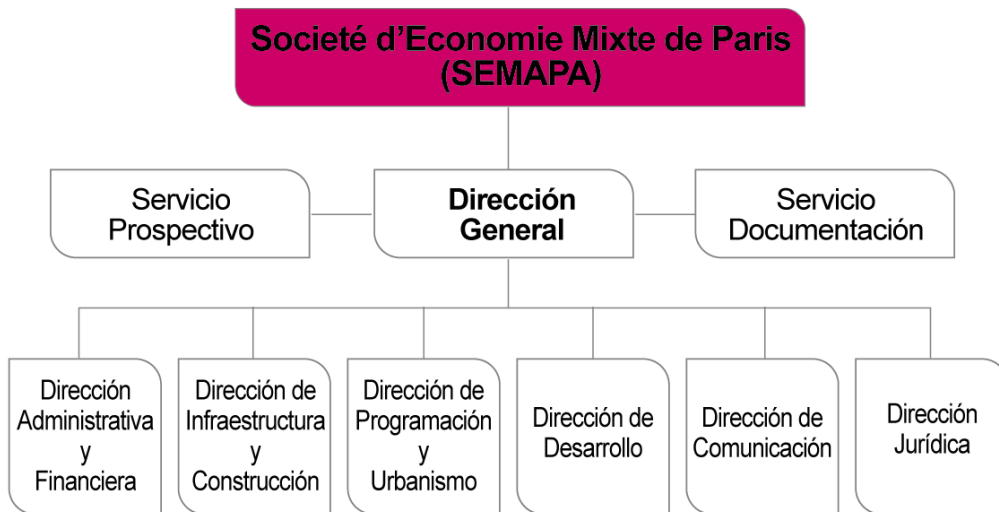 Societé d'Economie Mixte de Paris
(SEMAPA)
Servicio
Prospectivo
Dirección
General
Servicio
Documentación
Dirección
Administrativa
y
Financiera
Dirección de
Infraestructura
y
Construcción
Dirección de
Programación
y
Urbanismo
Dirección de
Desarrollo
Dirección de
Comunicación
Dirección
Jurídica